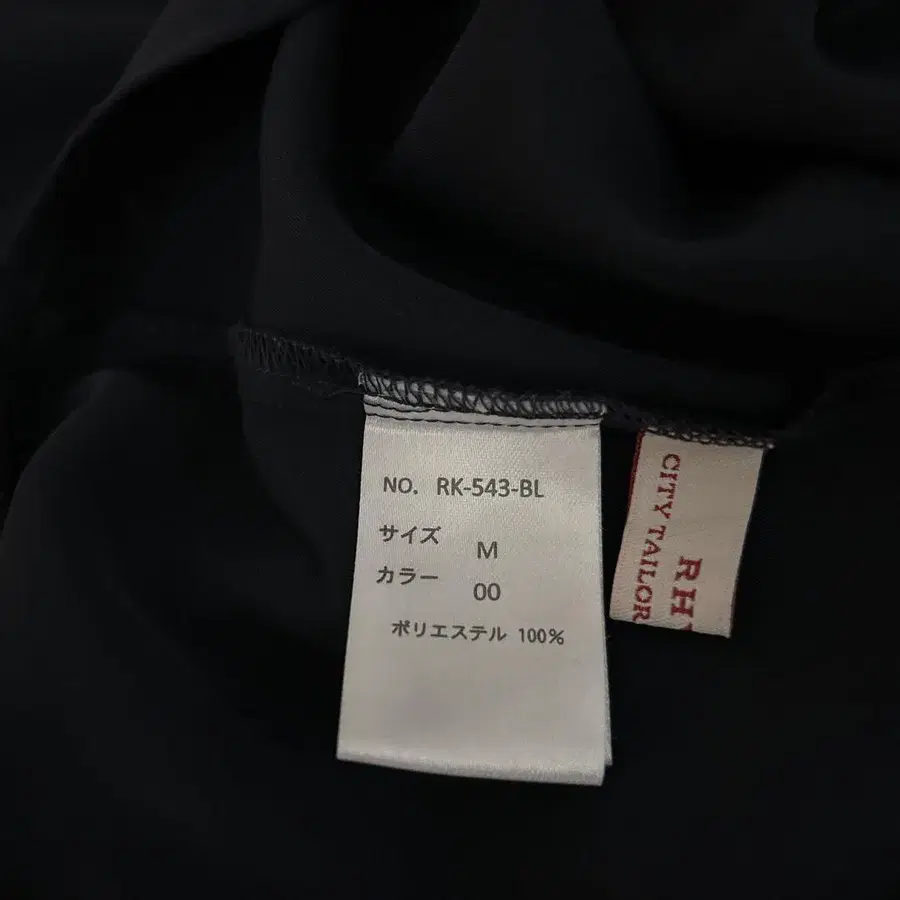 NO. RK-543-BL
サイズ M
カラー 00
ポリエステル 100%
CITY TAILOR